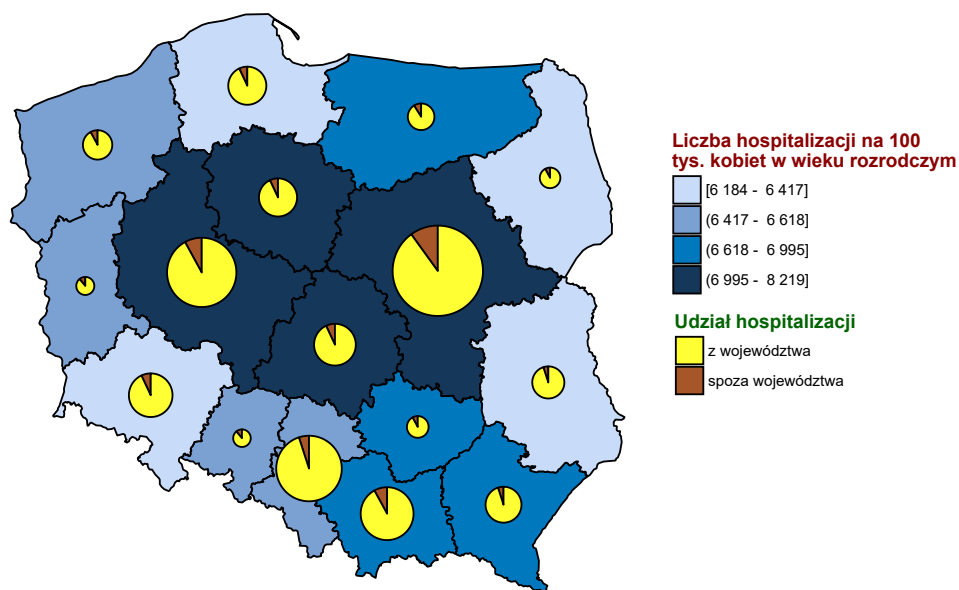 Liczba hospitalizacji na 100
tys. kobiet w wieku rozrodczym
[6 184 - 6 417]
(6 417 - 6 618]
(6 618 - 6 995]
(6 995 - 8 219]
Udział hospitalizacji
z województwa
spoza województwa